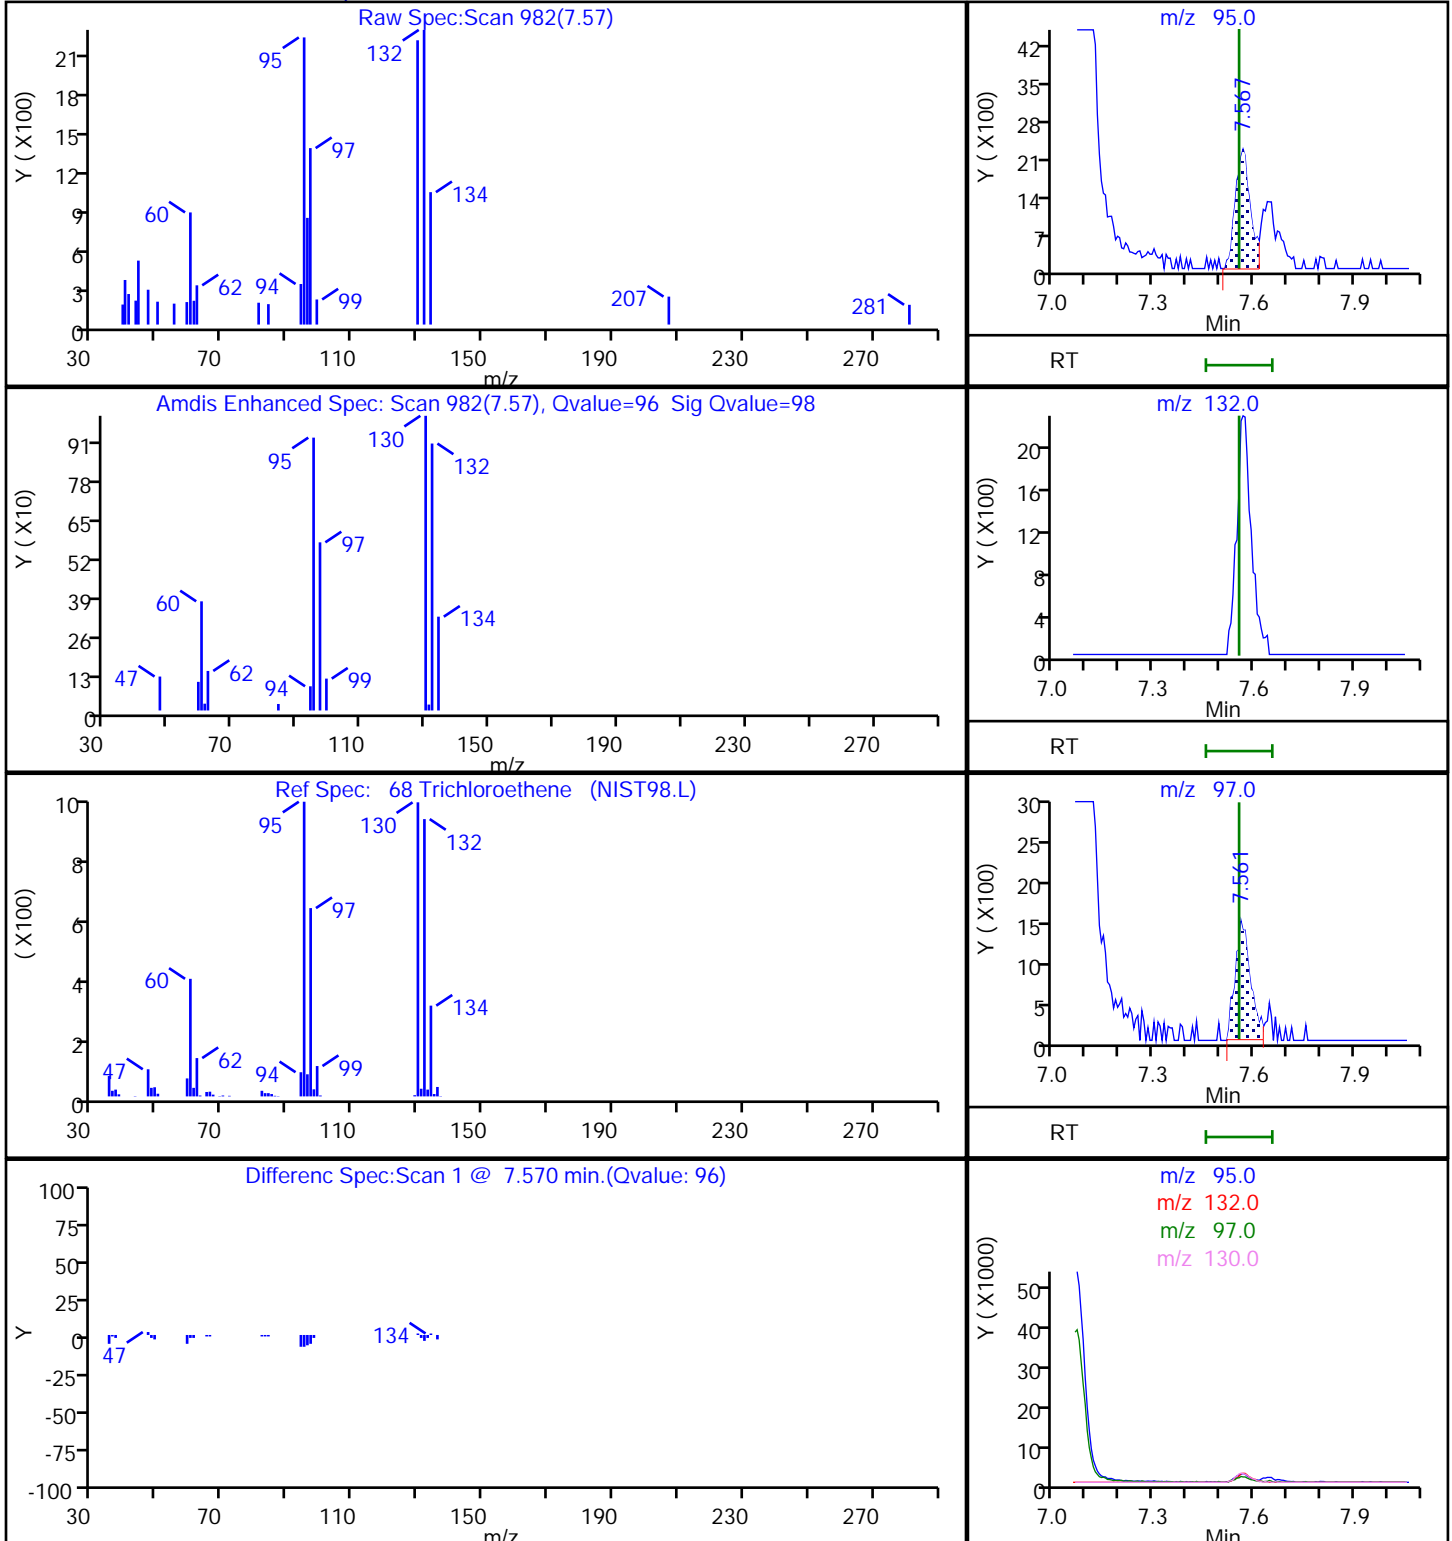 Raw Spec:Scan 982(7.57)
Y ( X100)
21
18
15
12
9
6
3
0
95
132
97
134
60
62
94
99
207
281
30 70 110 150 190 230 270
m/z
m/z 95.0
Y ( X100)
42
35
28
21
14
7
0
7.567
7.0 7.3 7.6 7.9
Min
RT
Amdis Enhanced Spec: Scan 982(7.57), Qvalue=96 Sig Qvalue=98
Y ( X10)
91
78
65
52
39
26
13
0
130
95
132
97
60
134
47
62
94
99
30 70 110 150 190 230 270
m/z
m/z 132.0
Y ( X100)
20
16
12
8
4
0
7.0 7.3 7.6 7.9
Min
RT
Ref Spec: 68 Trichloroethene (NIST98.L)
( X100)
10
8
6
4
2
0
95
130
132
97
60
134
47
62
94
99
30 70 110 150 190 230 270
m/z 97.0
Y ( X100)
30
25
20
15
10
5
0
7.561
7.0 7.3 7.6 7.9
Min
RT
Differenc Spec:Scan 1 @ 7.570 min.(Qvalue: 96)
Y
100
75
50
25
0
-25
-50
-75
-100
47
134
30 70 110 150 190 230 270
m/z
m/z 95.0
m/z 132.0
m/z 97.0
m/z 130.0
Y ( X1000)
50
40
30
20
10
0
7.0 7.3 7.6 7.9
Min